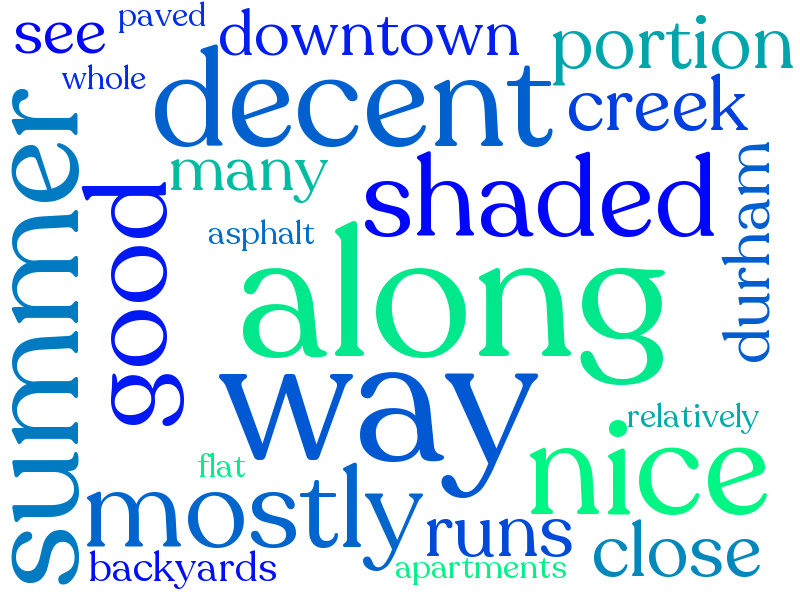 paved
see
downtown
portion
whole
decent
creek
summer
many
shaded
good
durham
asphalt
along
way
relatively
nice
flat
mostly
runs
close
backyards
apartments